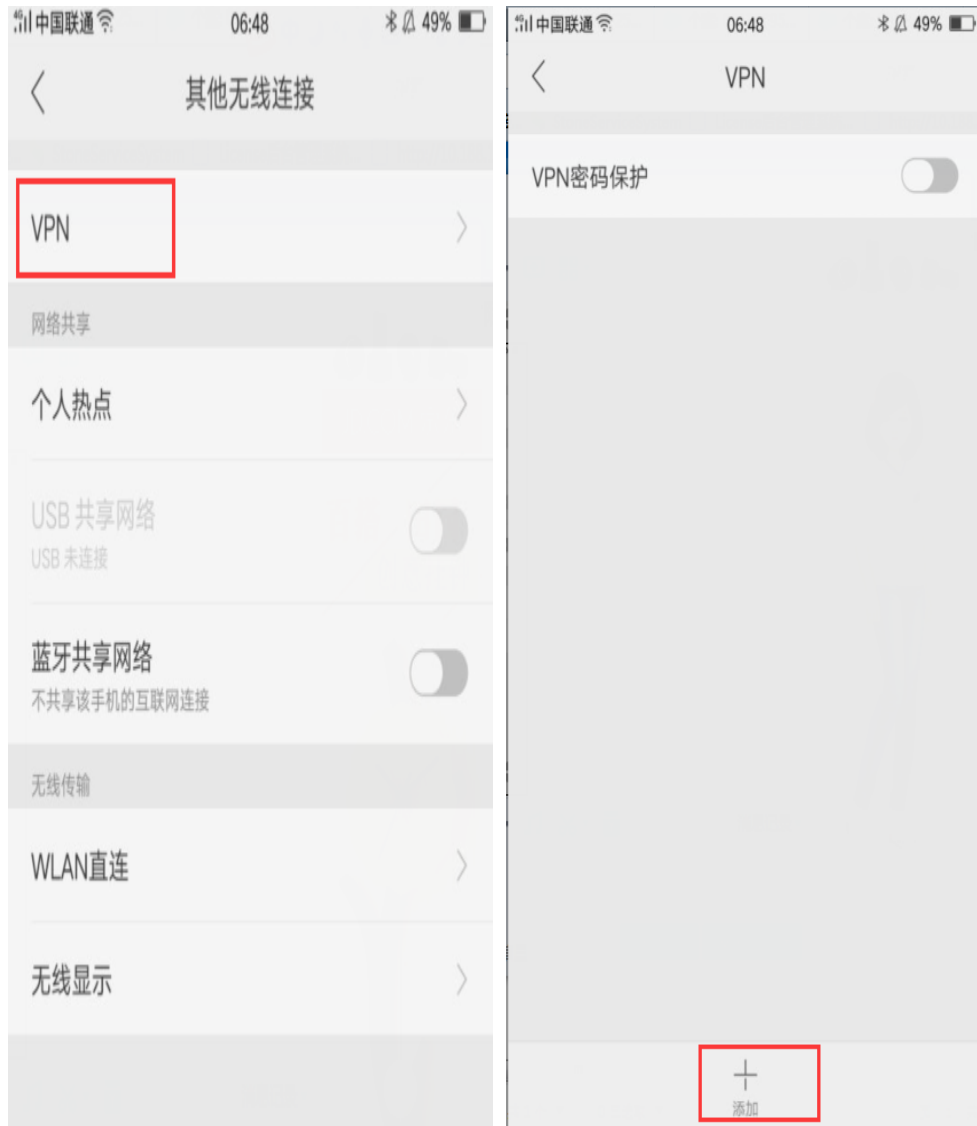 中国联通 06:48 49%
其他无线连接
VPN
网络共享
个人热点
USB 共享网络
USB 未连接
蓝牙共享网络
不共享该手机的互联网连接
无线传输
WLAN直连
无线显示
中国联通 06:48 49%
VPN
VPN密码保护
添加